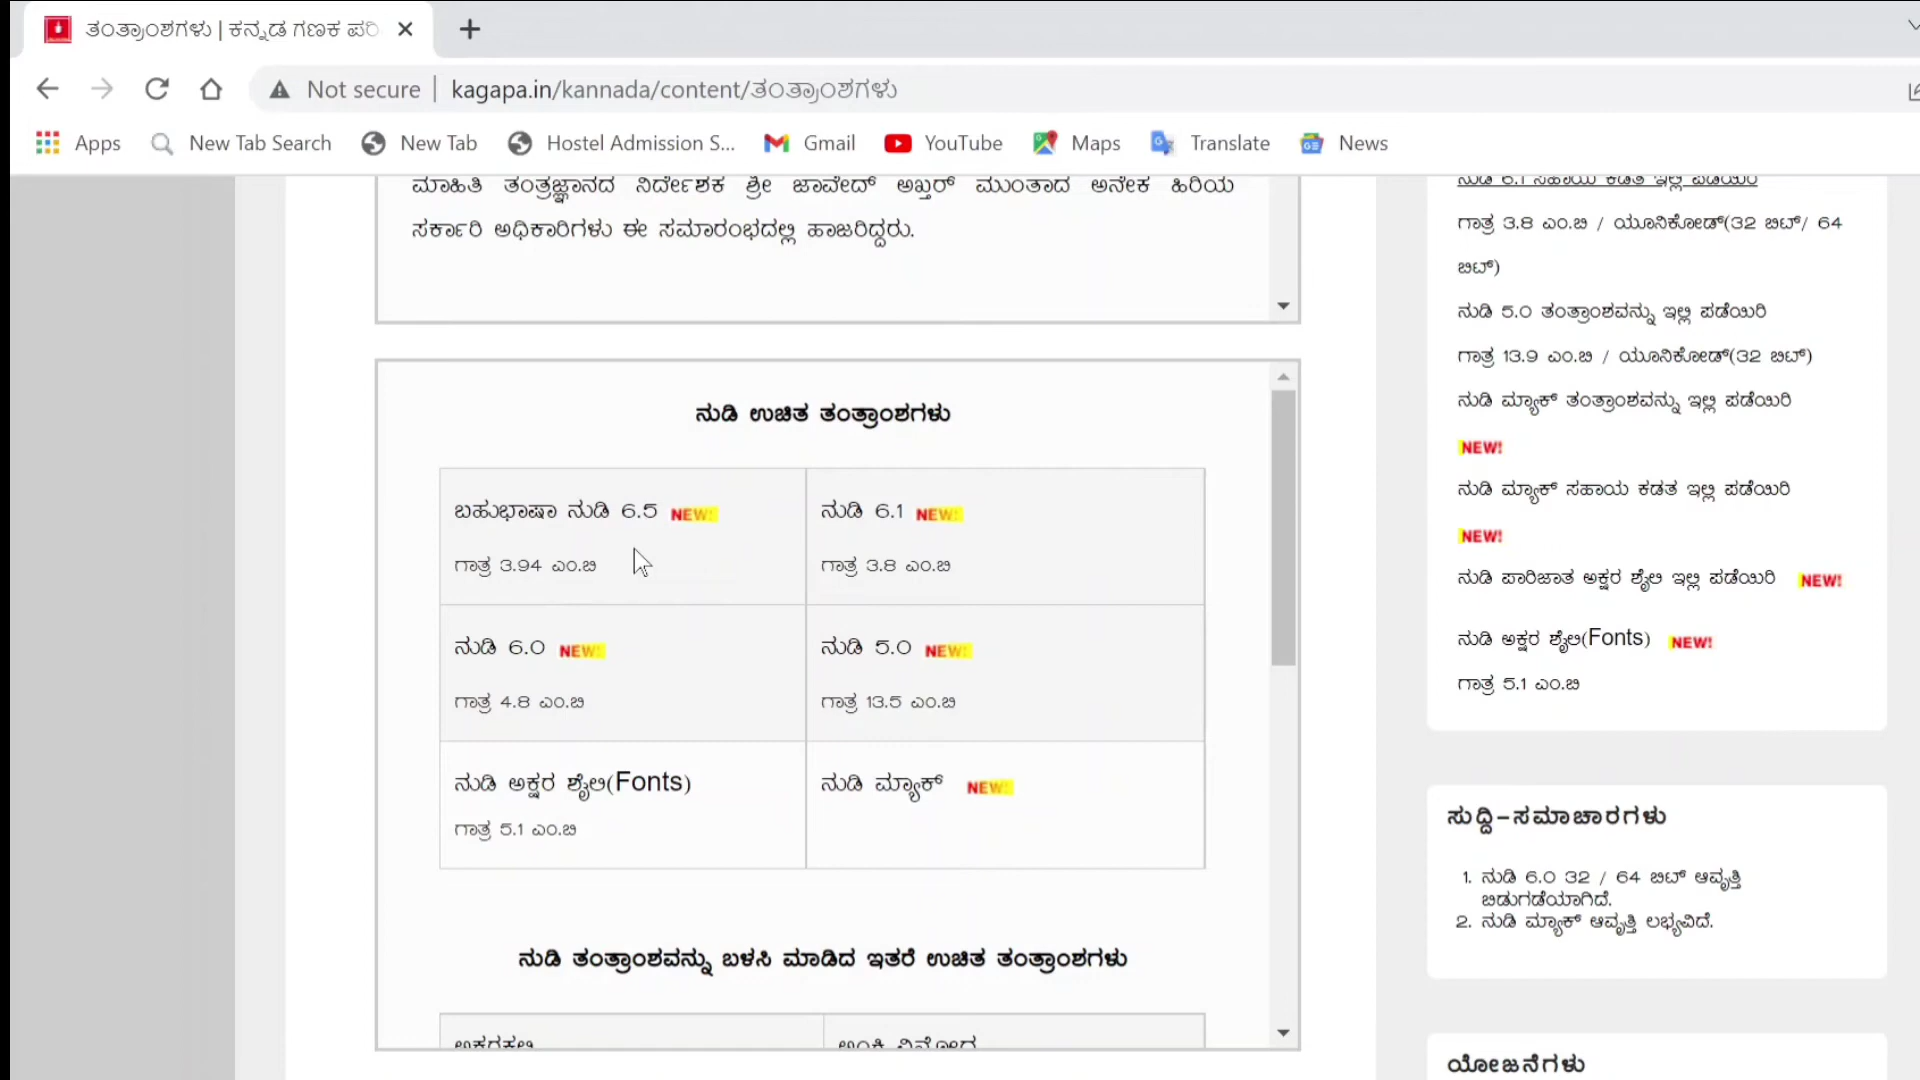 ತಂತ್ರಾಂಶಗಳು | ಕನ್ನಡ ಗಣಕ ಪರಿ
Not secure
kagapa.in/kannada/content/ತಂತ್ರಾಂಶಗಳು
Apps
New Tab Search
New Tab
Hostel Admission S...
Gmail
YouTube
Maps
Translate
News
ಮಾಹಿತಿ ತಂತ್ರಜ್ಞಾನದ ನಿರ್ದೇಶಕ ಶ್ರೀ ಜಾವೇದ್ ಅಖ್ತರ್ ಮುಂತಾದ ಅನೇಕ ಹಿರಿಯ
ಸರ್ಕಾರಿ ಅಧಿಕಾರಿಗಳು ಈ ಸಮಾರಂಭದಲ್ಲಿ ಹಾಜರಿದ್ದರು.
ನುಡಿ ಉಚಿತ ತಂತ್ರಾಂಶಗಳು
ಬಹುಭಾಷಾ ನುಡಿ 6.5 NEW!
ಗಾತ್ರ 3.94 ಎಂ.ಬಿ
ನುಡಿ 6.1 NEW!
ಗಾತ್ರ 3.8 ಎಂ.ಬಿ
ನುಡಿ 6.0 NEW!
ಗಾತ್ರ 4.8 ಎಂ.ಬಿ
ನುಡಿ 5.0 NEW!
ಗಾತ್ರ 13.5 ಎಂ.ಬಿ
ನುಡಿ ಅಕ್ಷರ ಶೈಲಿ(Fonts)
ಗಾತ್ರ 5.1 ಎಂ.ಬಿ
ನುಡಿ ಮ್ಯಾಕ್ NEW!
ನುಡಿ ತಂತ್ರಾಂಶವನ್ನು ಬಳಸಿ ಮಾಡಿದ ಇತರೆ ಉಚಿತ ತಂತ್ರಾಂಶಗಳು
ನುಡಿ 6.1 ಸಹಾಯ ಕಡತ ಇಲ್ಲಿ ಪಡೆಯಿರಿ
ಗಾತ್ರ 3.8 ಎಂ.ಬಿ / ಯೂನಿಕೋಡ್(32 ಬಿಟ್/ 64
ಬಿಟ್)
ನುಡಿ 5.0 ತಂತ್ರಾಂಶವನ್ನು ಇಲ್ಲಿ ಪಡೆಯಿರಿ
ಗಾತ್ರ 13.9 ಎಂ.ಬಿ / ಯೂನಿಕೋಡ್(32 ಬಿಟ್)
ನುಡಿ ಮ್ಯಾಕ್ ತಂತ್ರಾಂಶವನ್ನು ಇಲ್ಲಿ ಪಡೆಯಿರಿ
NEW!
ನುಡಿ ಮ್ಯಾಕ್ ಸಹಾಯ ಕಡತ ಇಲ್ಲಿ ಪಡೆಯಿರಿ
NEW!
ನುಡಿ ಪಾರಿಜಾತ ಅಕ್ಷರ ಶೈಲಿ ಇಲ್ಲಿ ಪಡೆಯಿರಿ NEW!
ನುಡಿ ಅಕ್ಷರ ಶೈಲಿ(Fonts) NEW!
ಗಾತ್ರ 5.1 ಎಂ.ಬಿ
ಸುದ್ದಿ-ಸಮಾಚಾರಗಳು
1. ನುಡಿ 6.0 32 / 64 ಬಿಟ್ ಆವೃತ್ತಿ
ಬಿಡುಗಡೆಯಾಗಿದೆ.
2. ನುಡಿ ಮ್ಯಾಕ್ ಆವೃತ್ತಿ ಲಭ್ಯವಿದೆ.
ಯೋಜನೆಗಳು